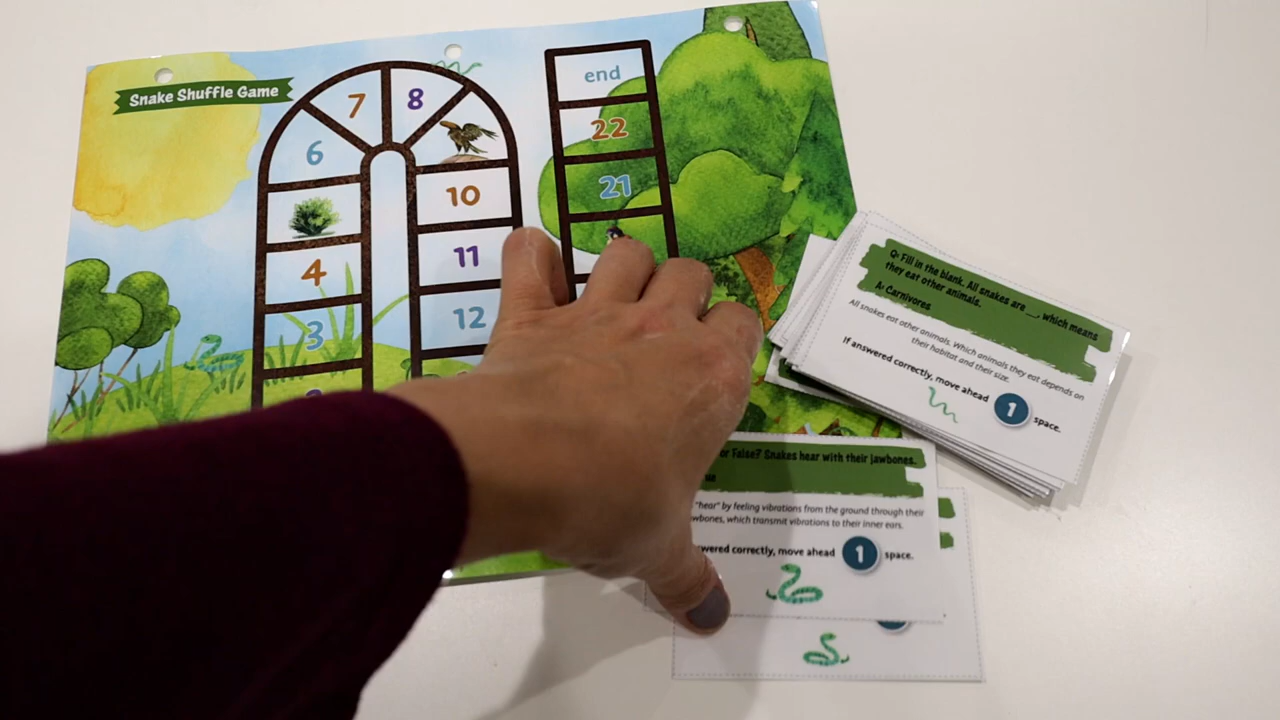 Snake Shuffle Game
7
8
6
4
3
10
11
12
end
22
21
Q: Fill in the blank. All snakes are __, which means
they eat other animals.
A: Carnivores
All snakes eat other animals. Which animals they eat depends on
their habitat and their size.
If answered correctly, move ahead 1 space.
or False? Snakes hear with their jawbones.
"hear" by feeling vibrations from the ground through their
which transmit vibrations to their inner ears.
correctly, move ahead 1 space.